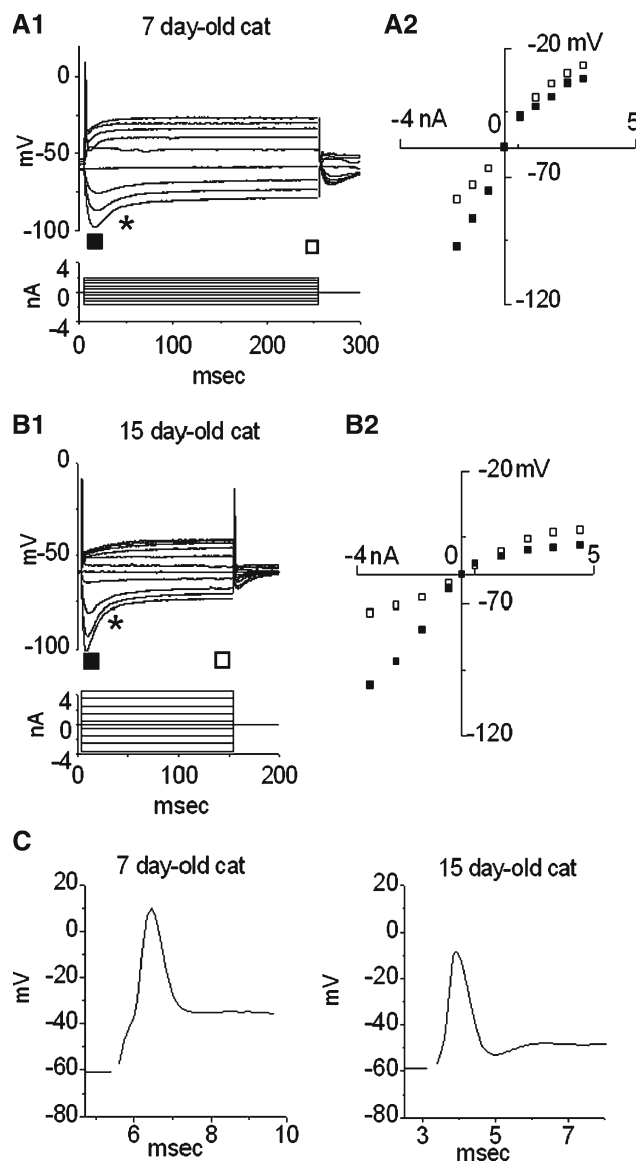 A1
7 day-old cat
0
-50
-100
mV
*
4
0
-4
nA
0 100 200 300
msec
A2
-20 mV
-4 nA
0
5
-70
-120
B1
15 day-old cat
0
-50
-100
mV
*
4
0
-4
nA
0 100 200
msec
B2
-20 mV
-4 nA
0
5
-70
-120
C
7 day-old cat
20
0
-20
-40
-60
-80
mV
6 8 10
msec
15 day-old cat
20
0
-20
-40
-60
-80
mV
3 5 7
msec